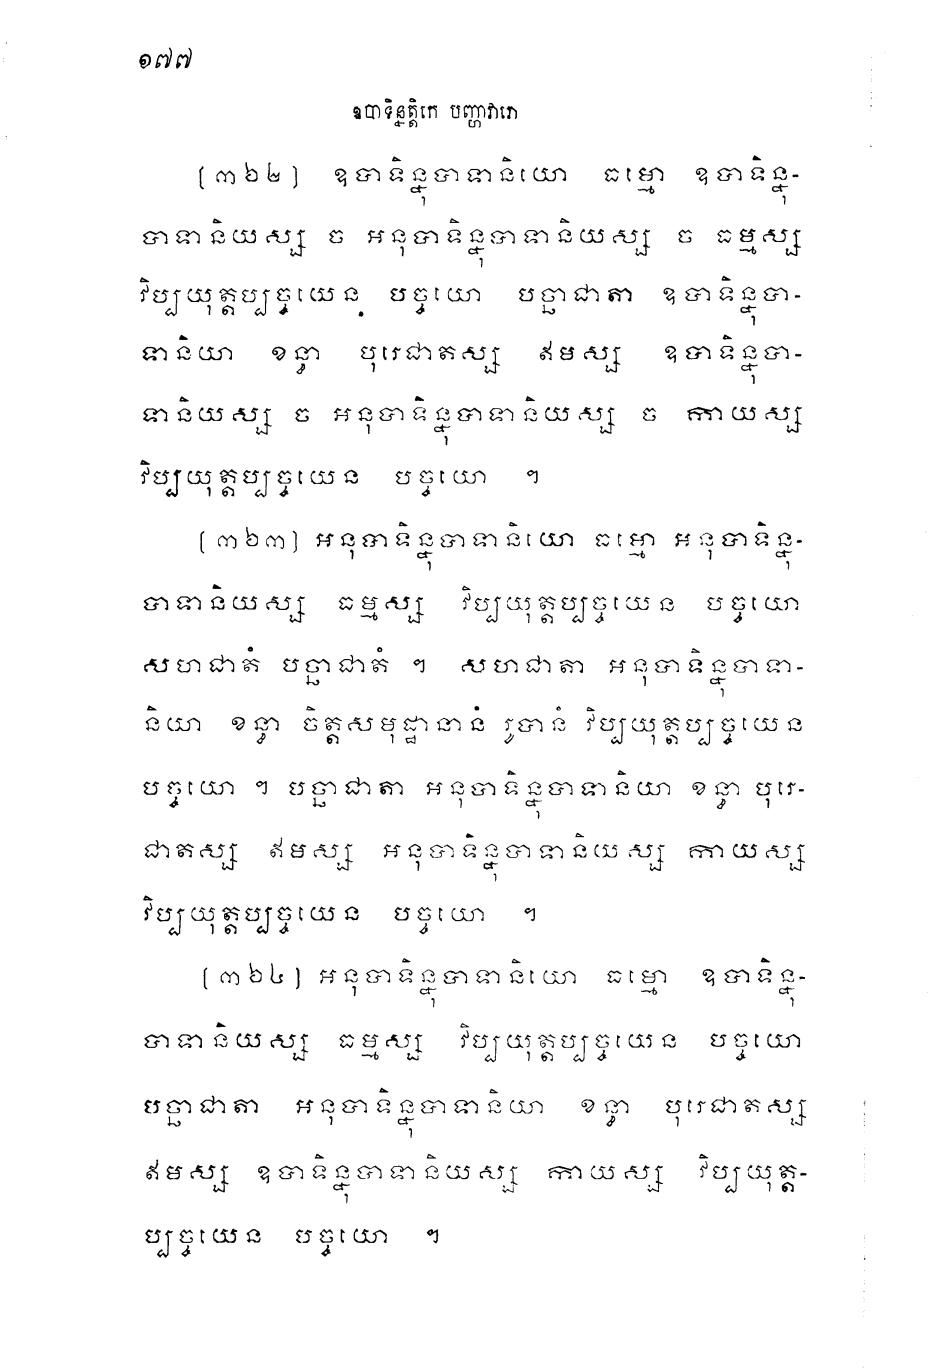 ១៧៧
ឧបាទិន្នត្តិកេ បញ្ហាវារោ
[៣២២] ឧបាទិន្នុបាទានិយោ ធម្មោ ឧបាទិន្នុ-
បាទានិយស្ស ច អនុបាទិន្នុបាទានិយស្ស ច ធម្មស្ស
វិប្បយុត្តប្បច្ចយេន បច្ចយោ បច្ឆាជាតា ឧបាទិន្នុបា-
ទានិយា ខន្ធា បុរេជាតស្ស ឥមស្ស ឧបាទិន្នុបា-
ទានិយស្ស ច អនុបាទិន្នុបាទានិយស្ស ច កាយស្ស
វិប្បយុត្តប្បច្ចយេន បច្ចយោ ។
[៣២៣] អនុបាទិន្នុបាទានិយោ ធម្មោ អនុបាទិន្នុ-
បាទានិយស្ស ធម្មស្ស វិប្បយុត្តប្បច្ចយេន បច្ចយោ
សហជាតំ បច្ឆាជាតំ ។ សហជាតា អនុបាទិន្នុបាទា-
និយា ខន្ធា ចិត្តសមុដ្ឋានានំ រូបានំ វិប្បយុត្តប្បច្ចយេន
បច្ចយោ ។ បច្ឆាជាតា អនុបាទិន្នុបាទានិយា ខន្ធា បុរេ-
ជាតស្ស ឥមស្ស អនុបាទិន្នុបាទានិយស្ស កាយស្ស
វិប្បយុត្តប្បច្ចយេន បច្ចយោ ។
[៣២៤] អនុបាទិន្នុបាទានិយោ ធម្មោ ឧបាទិន្នុ-
បាទានិយស្ស ធម្មស្ស វិប្បយុត្តប្បច្ចយេន បច្ចយោ
បច្ឆាជាតា អនុបាទិន្នុបាទានិយា ខន្ធា បុរេជាតស្ស
ឥមស្ស ឧបាទិន្នុបាទានិយស្ស កាយស្ស វិប្បយុត្ត-
ប្បច្ចយេន បច្ចយោ ។